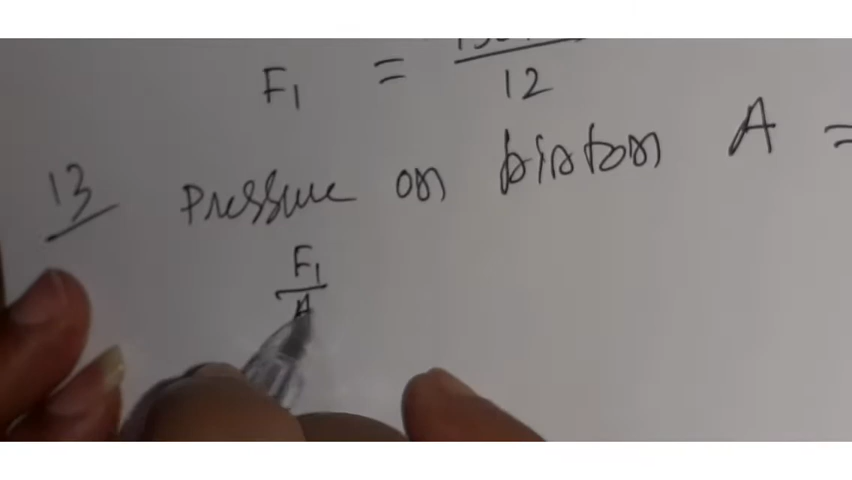 F1 =
12
13 Pressure on piston A =
F1
A